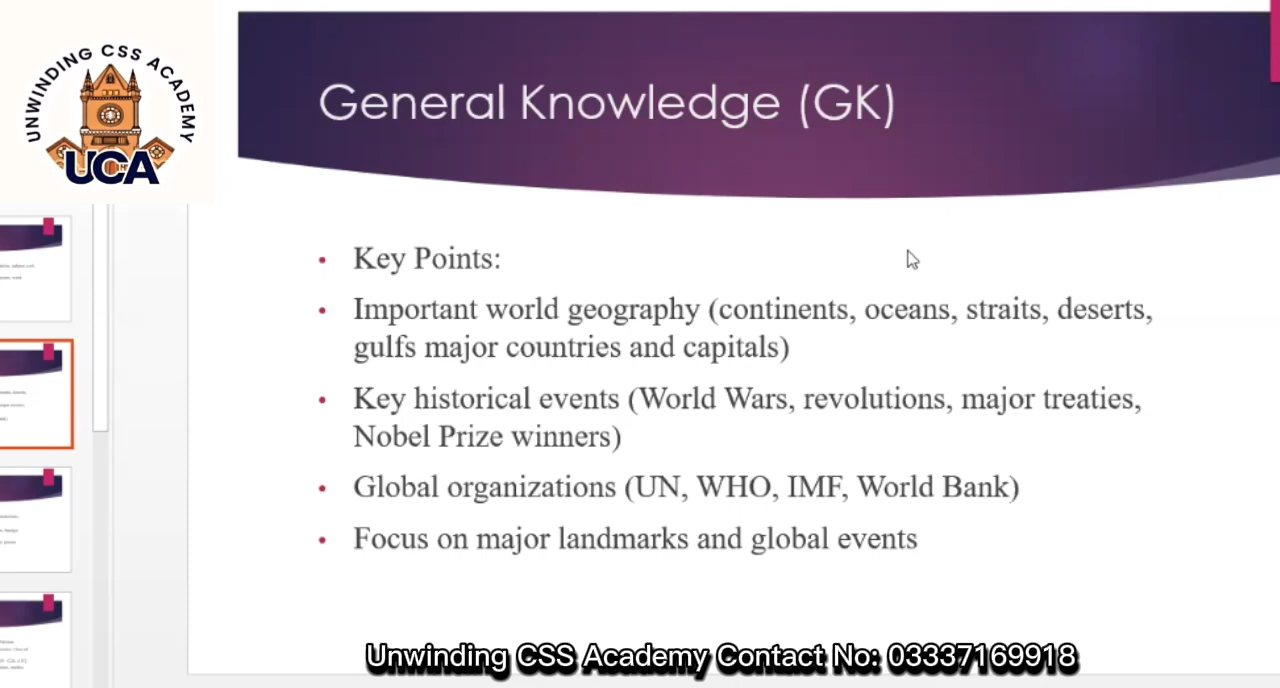 UNWINDING CSS ACADEMY
UCA
General Knowledge (GK)
• Key Points:
• Important world geography (continents, oceans, straits, deserts,
gulfs major countries and capitals)
• Key historical events (World Wars, revolutions, major treaties,
Nobel Prize winners)
• Global organizations (UN, WHO, IMF, World Bank)
• Focus on major landmarks and global events
Unwinding CSS Academy Contact No: 03337169918